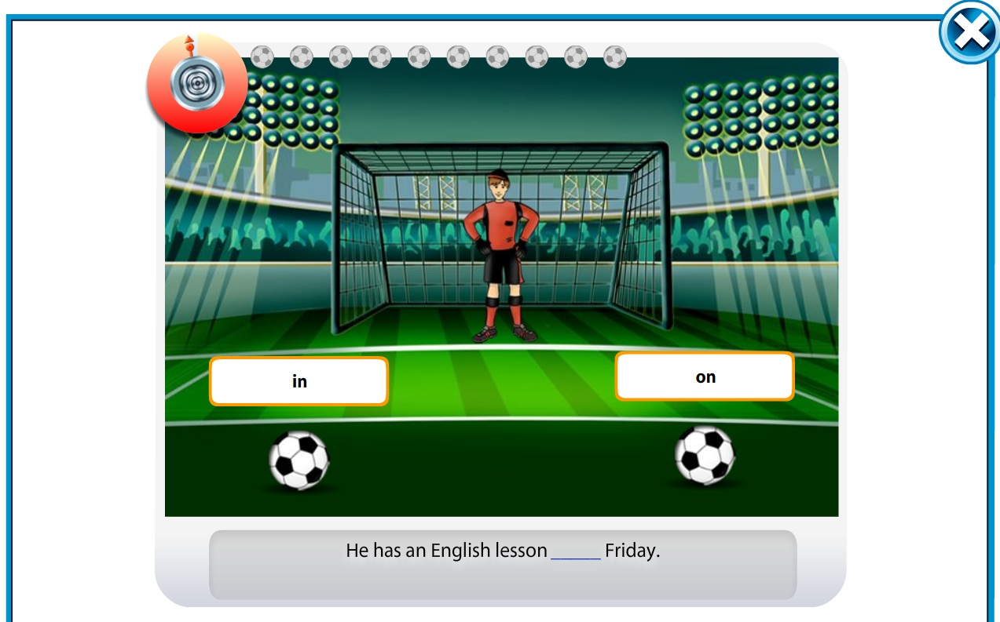 in
on
He has an English lesson _____ Friday.